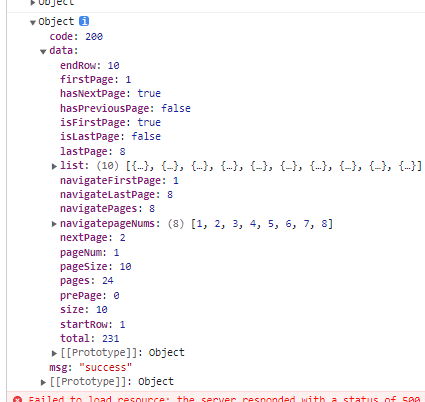 Object
Object i
code: 200
data:
endRow: 10
firstPage: 1
hasNextPage: true
hasPreviousPage: false
isFirstPage: true
isLastPage: false
lastPage: 8
list: (10) [{…}, {…}, {…}, {…}, {…}, {…}, {…}, {…}, {…}, {…}]
navigateFirstPage: 1
navigateLastPage: 8
navigatePages: 8
navigatepageNums: (8) [1, 2, 3, 4, 5, 6, 7, 8]
nextPage: 2
pageNum: 1
pageSize: 10
pages: 24
prePage: 0
size: 10
startRow: 1
total: 231
[[Prototype]]: Object
msg: "success"
[[Prototype]]: Object
Failed to load resource: the server responded with a status of 500